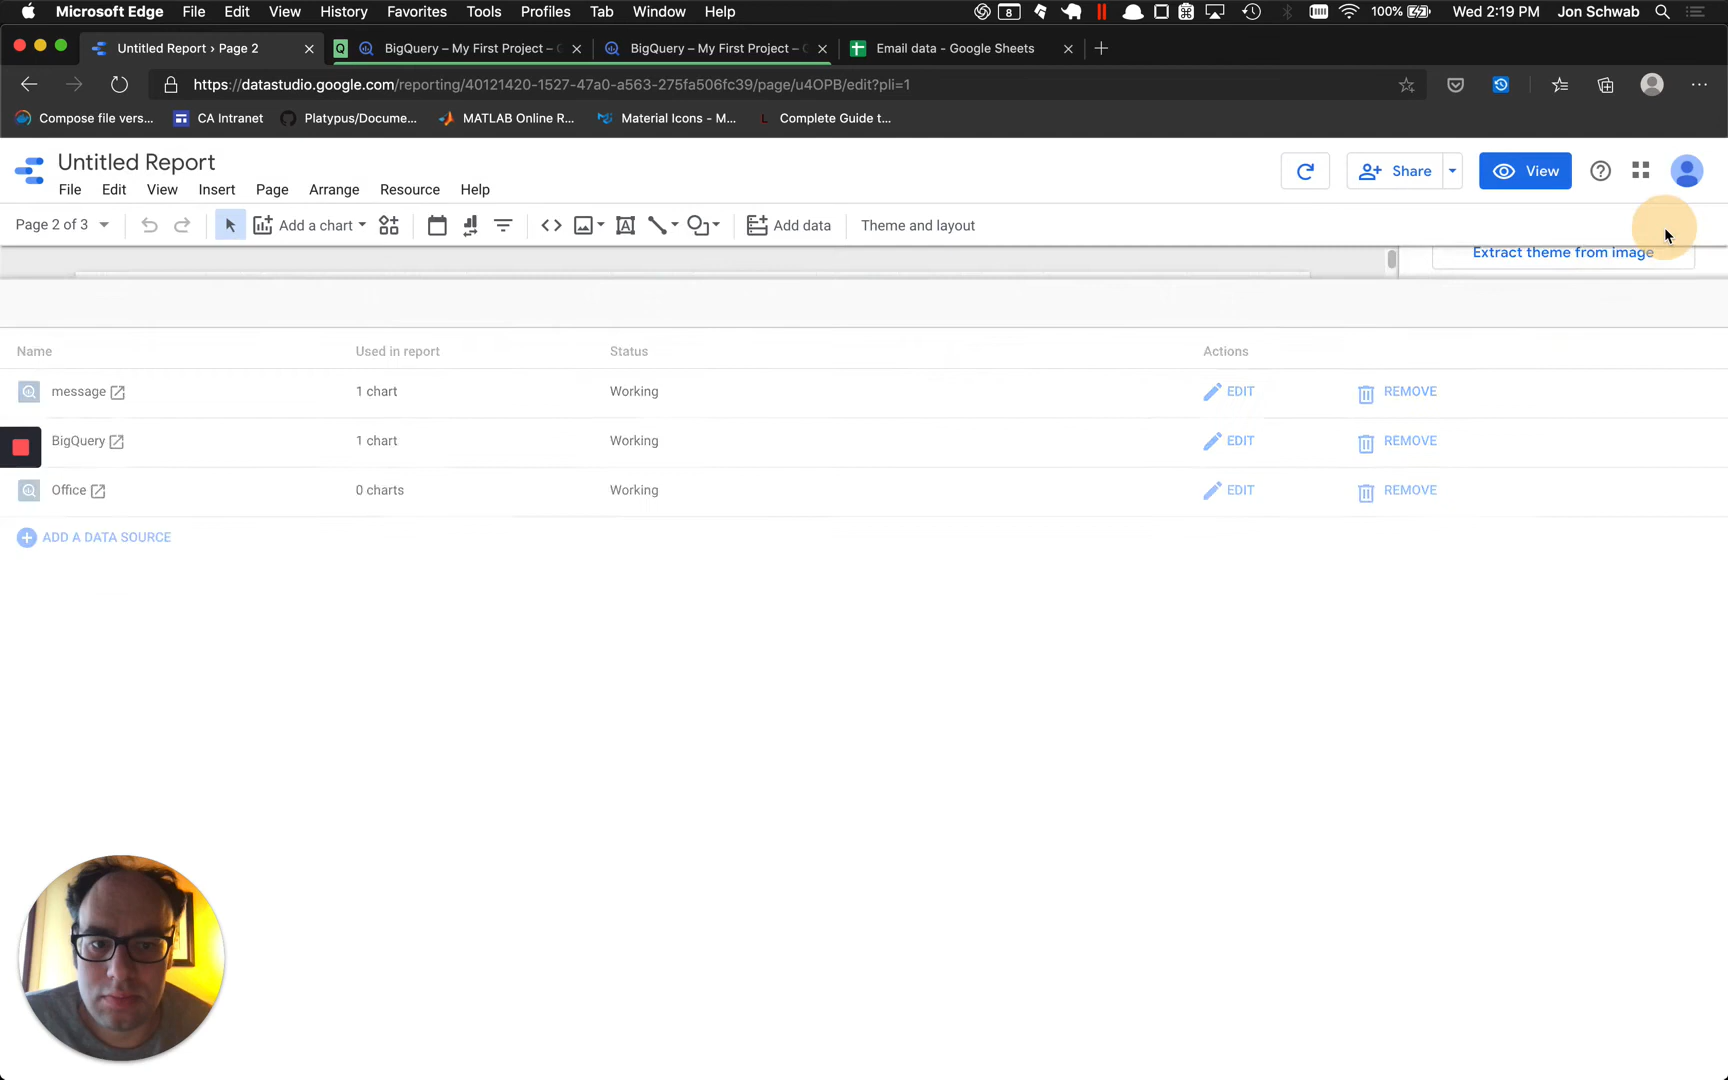 Microsoft Edge File Edit View History Favorites Tools Profiles Tab Window Help 8 100% Wed 2:19 PM Jon Schwab
Untitled Report › Page 2 Q BigQuery – My First Project – BigQuery – My First Project – Email data - Google Sheets
https://datastudio.google.com/reporting/40121420-1527-47a0-a563-275fa506fc39/page/u4OPB/edit?pli=1
Compose file vers... CA Intranet Platypus/Docume... MATLAB Online R... Material Icons - M... L Complete Guide t...
Untitled Report
File Edit View Insert Page Arrange Resource Help
Share View
Page 2 of 3 Add a chart Add data Theme and layout
Extract theme from image
Name Used in report Status Actions
message 1 chart Working EDIT REMOVE
BigQuery 1 chart Working EDIT REMOVE
Office 0 charts Working EDIT REMOVE
ADD A DATA SOURCE